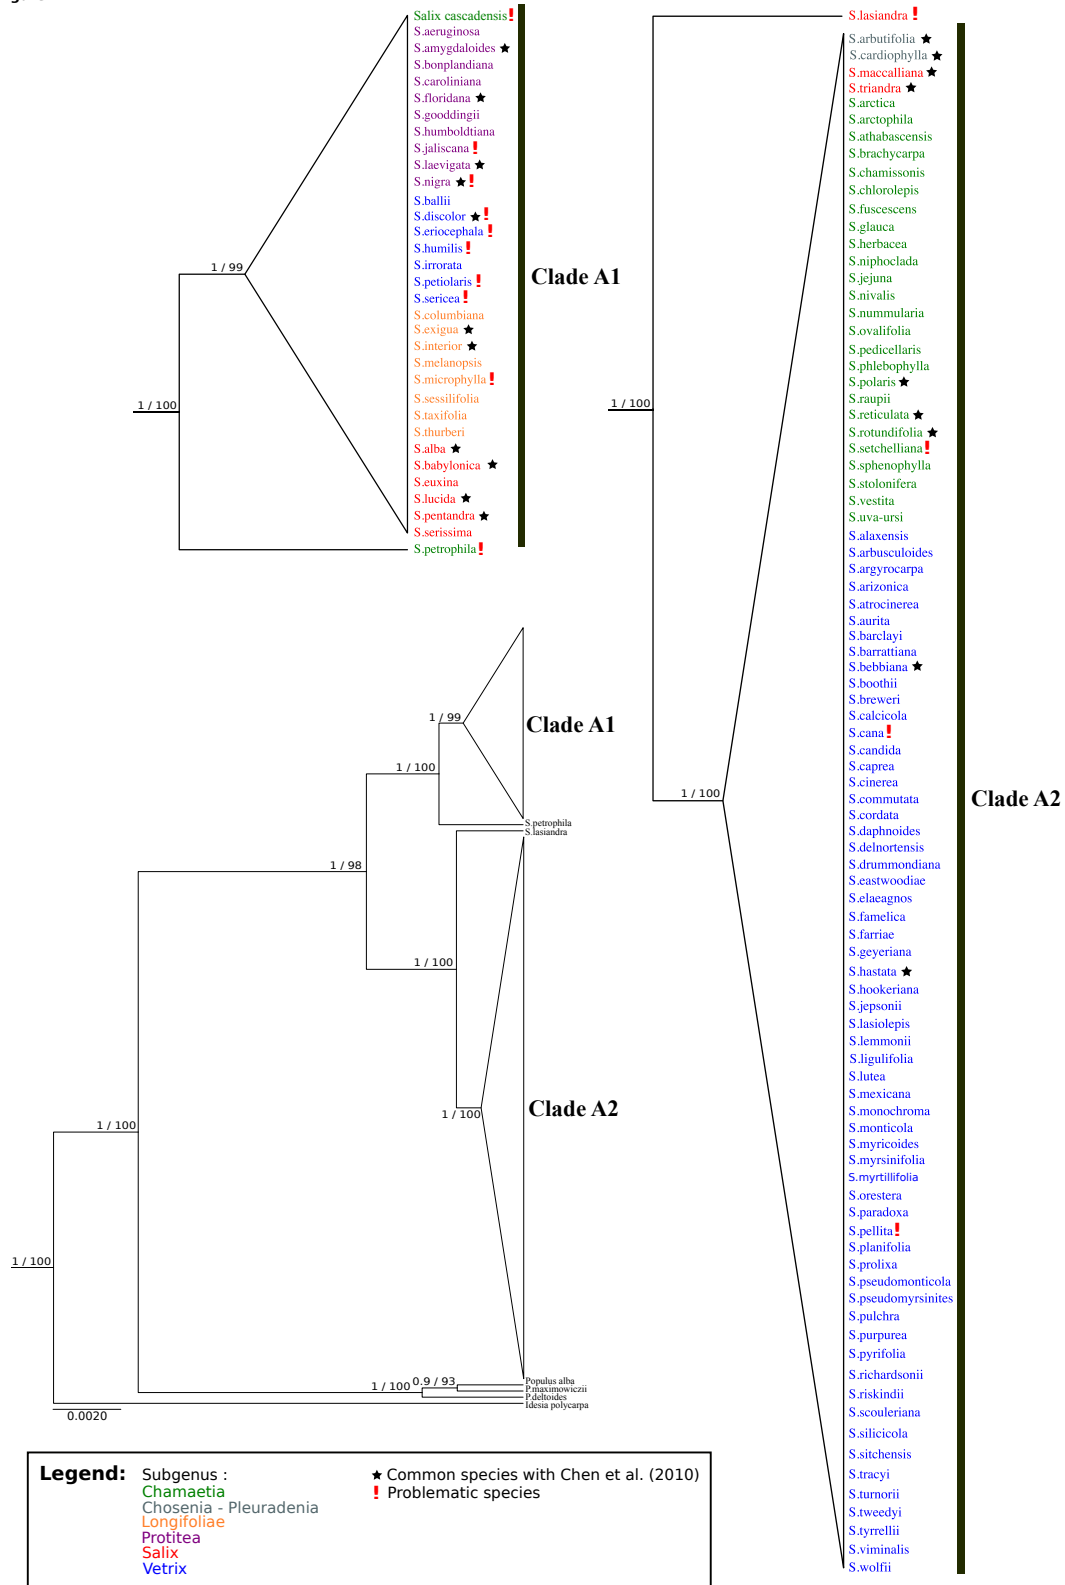 Salix cascadensis!
S.aeruginosa
S.amygdaloides ★
S.bonplandiana
S.caroliniana
S.floridana ★
S.gooddingii
S.humboldtiana
S.jaliscana !
S.laevigata ★
S.nigra ★ !
S.ballii
S.discolor ★ !
S.eriocephala !
S.humilis !
S.irrorata
S.petiolaris !
S.sericea !
S.columbiana
S.exigua ★
S.interior ★
S.melanopsis
S.microphylla !
S.sessilifolia
S.taxifolia
S.thurberi
S.alba ★
S.babylonica ★
S.euxina
S.lucida ★
S.pentandra ★
S.serissima
S.petrophila !
1 / 99
1 / 100
Clade A1
S.lasiandra !
S.arbutifolia ★
S.cardiophylla ★
S.maccalliana ★
S.triandra ★
S.arctica
S.arctophila
S.athabascensis
S.brachycarpa
S.chamissonis
S.chlorolepis
S.fuscescens
S.glauca
S.herbacea
S.niphoclada
S.jejuna
S.nivalis
S.nummularia
S.ovalifolia
S.pedicellaris
S.phlebophylla
S.polaris ★
S.raupii
S.reticulata ★
S.rotundifolia ★
S.setchelliana !
S.sphenophylla
S.stolonifera
S.vestita
S.uva-ursi
S.alaxensis
S.arbusculoides
S.argyrocarpa
S.arizonica
S.atrocinerea
S.aurita
S.barclayi
S.barrattiana
S.bebbiana ★
S.boothii
S.breweri
S.calcicola
S.cana !
S.candida
S.caprea
S.cinerea
S.commutata
S.cordata
S.daphnoides
S.delnortensis
S.drummondiana
S.eastwoodiae
S.elaeagnos
S.famelica
S.farriae
S.geyeriana
S.hastata ★
S.hookeriana
S.jepsonii
S.lasiolepis
S.lemmonii
S.ligulifolia
S.lutea
S.mexicana
S.monochroma
S.monticola
S.myricoides
S.myrsinifolia
S.myrtillifolia
S.orestera
S.paradoxa
S.pellita !
S.planifolia
S.prolixa
S.pseudomonticola
S.pseudomyrsinites
S.pulchra
S.purpurea
S.pyrifolia
S.richardsonii
S.riskindii
S.scouleriana
S.silicicola
S.sitchensis
S.tracyi
S.turnorii
S.tweedyi
S.tyrrellii
S.viminalis
S.wolfii
1 / 100
1 / 100
Clade A2
1 / 99
Clade A1
1 / 100
S.petrophila
S.lasiandra
1 / 98
1 / 100
1 / 100
Clade A2
1 / 100
1 / 100
1 / 100
0.9 / 93
Populus alba
P.maximowiczii
P.deltoides
Idesia polycarpa
0.0020
Legend:
Subgenus :
Chamaetia
Chosenia - Pleuradenia
Longifoliae
Protitea
Salix
Vetrix
★ Common species with Chen et al. (2010)
! Problematic species